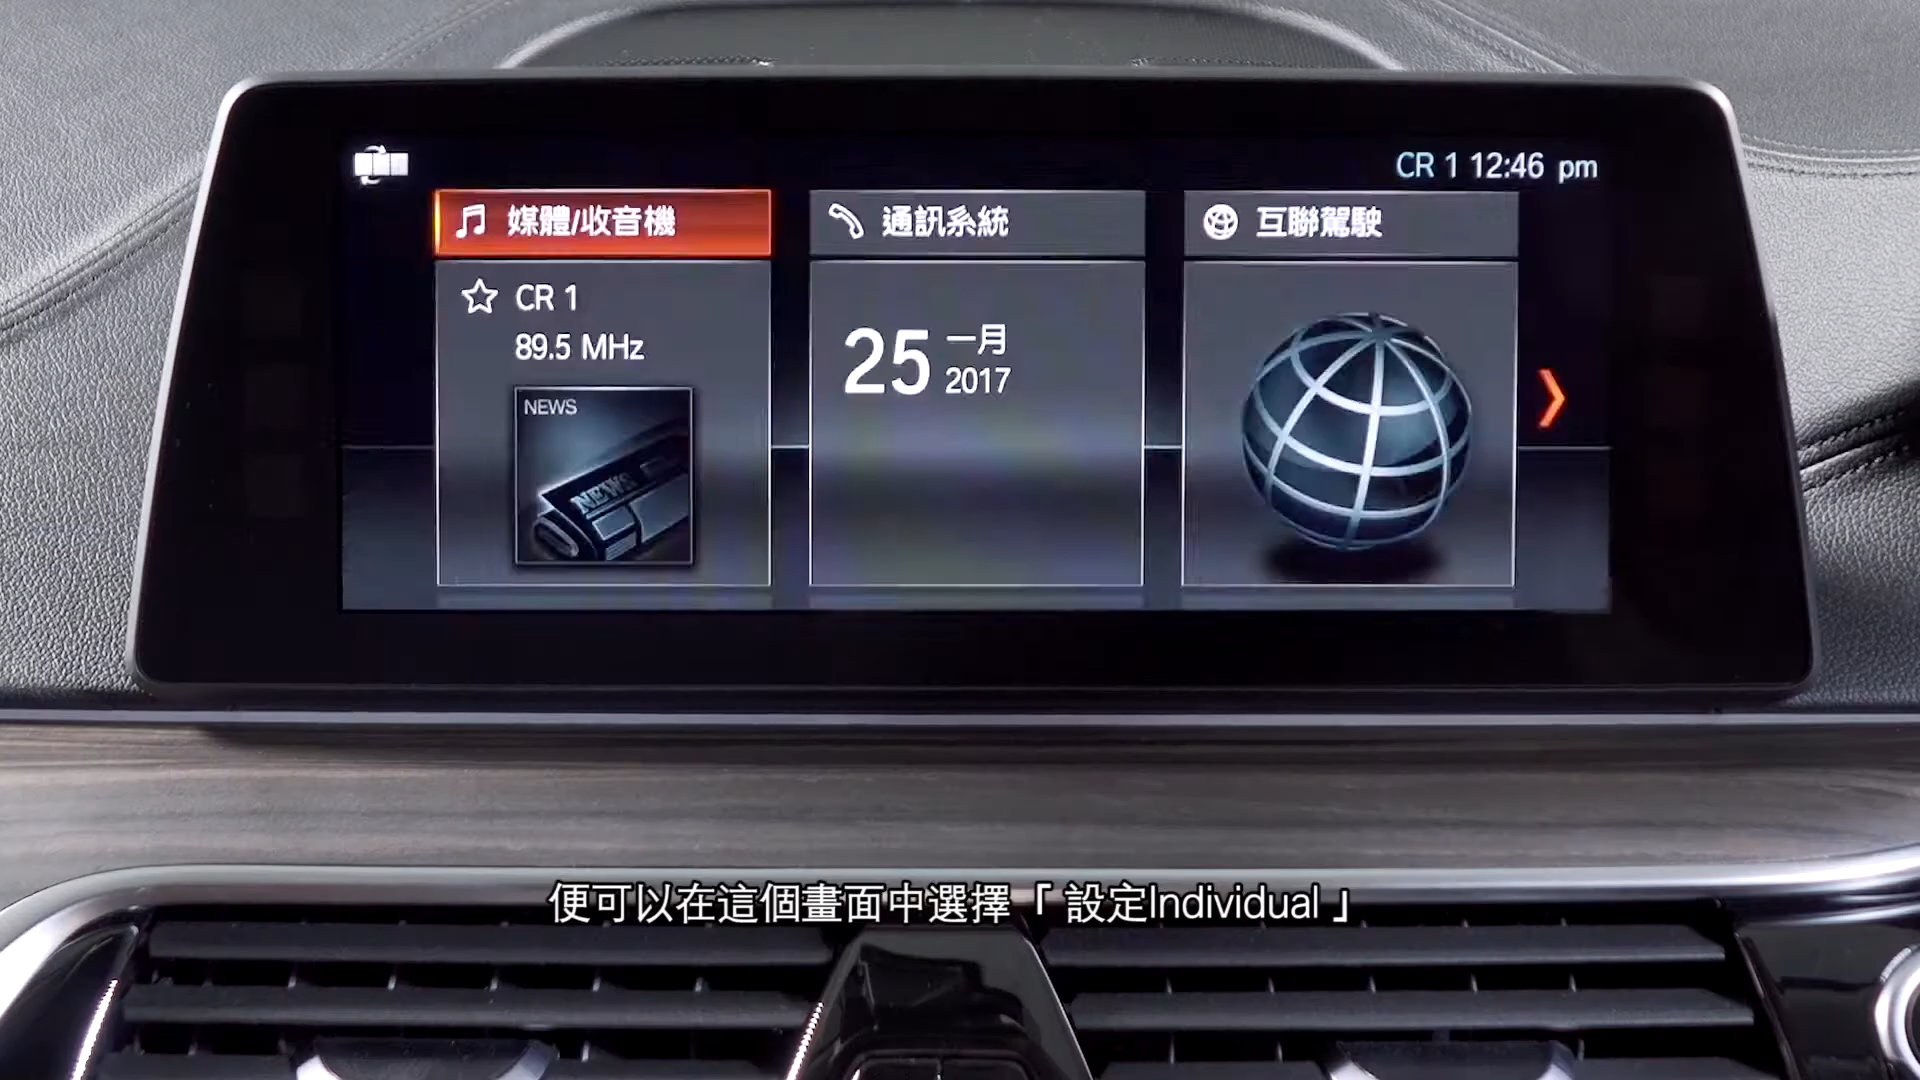 CR 1 12:46 pm
媒體/收音機
通訊系統
互聯駕駛
CR 1
89.5 MHz
NEWS
NEWS
25 一月
2017
便可以在這個畫面中選擇「設定Individual」